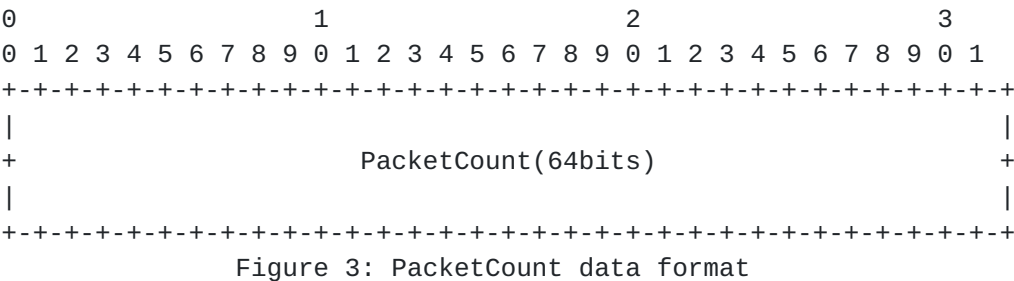 0                   1                   2                   3
0 1 2 3 4 5 6 7 8 9 0 1 2 3 4 5 6 7 8 9 0 1 2 3 4 5 6 7 8 9 0 1
+-+-+-+-+-+-+-+-+-+-+-+-+-+-+-+-+-+-+-+-+-+-+-+-+-+-+-+-+-+-+-+-+
|                                                               |
+                      PacketCount(64bits)                      +
|                                                               |
+-+-+-+-+-+-+-+-+-+-+-+-+-+-+-+-+-+-+-+-+-+-+-+-+-+-+-+-+-+-+-+-+
Figure 3: PacketCount data format